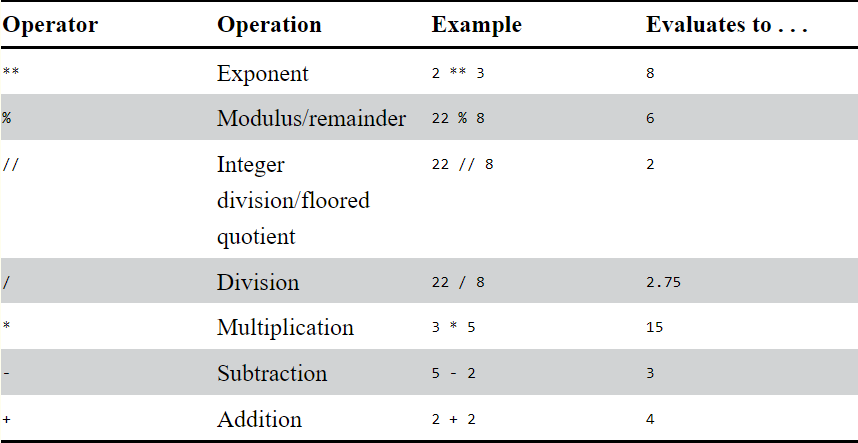 Operator Operation Example Evaluates to . . .
** Exponent 2 ** 3 8
% Modulus/remainder 22 % 8 6
// Integer 22 // 8 2
division/floored
quotient
/ Division 22 / 8 2.75
* Multiplication 3 * 5 15
- Subtraction 5 - 2 3
+ Addition 2 + 2 4